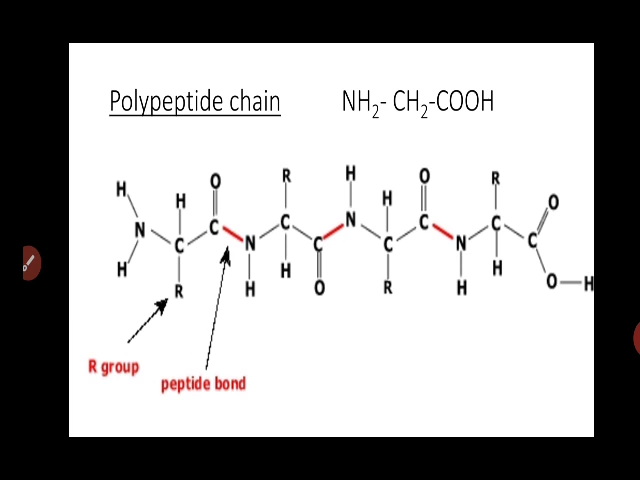 Polypeptide chain NH₂- CH₂-COOH
H H O R H H O R O
N C C N C C N C C N C C
H R H H O R H H O H
R group
peptide bond